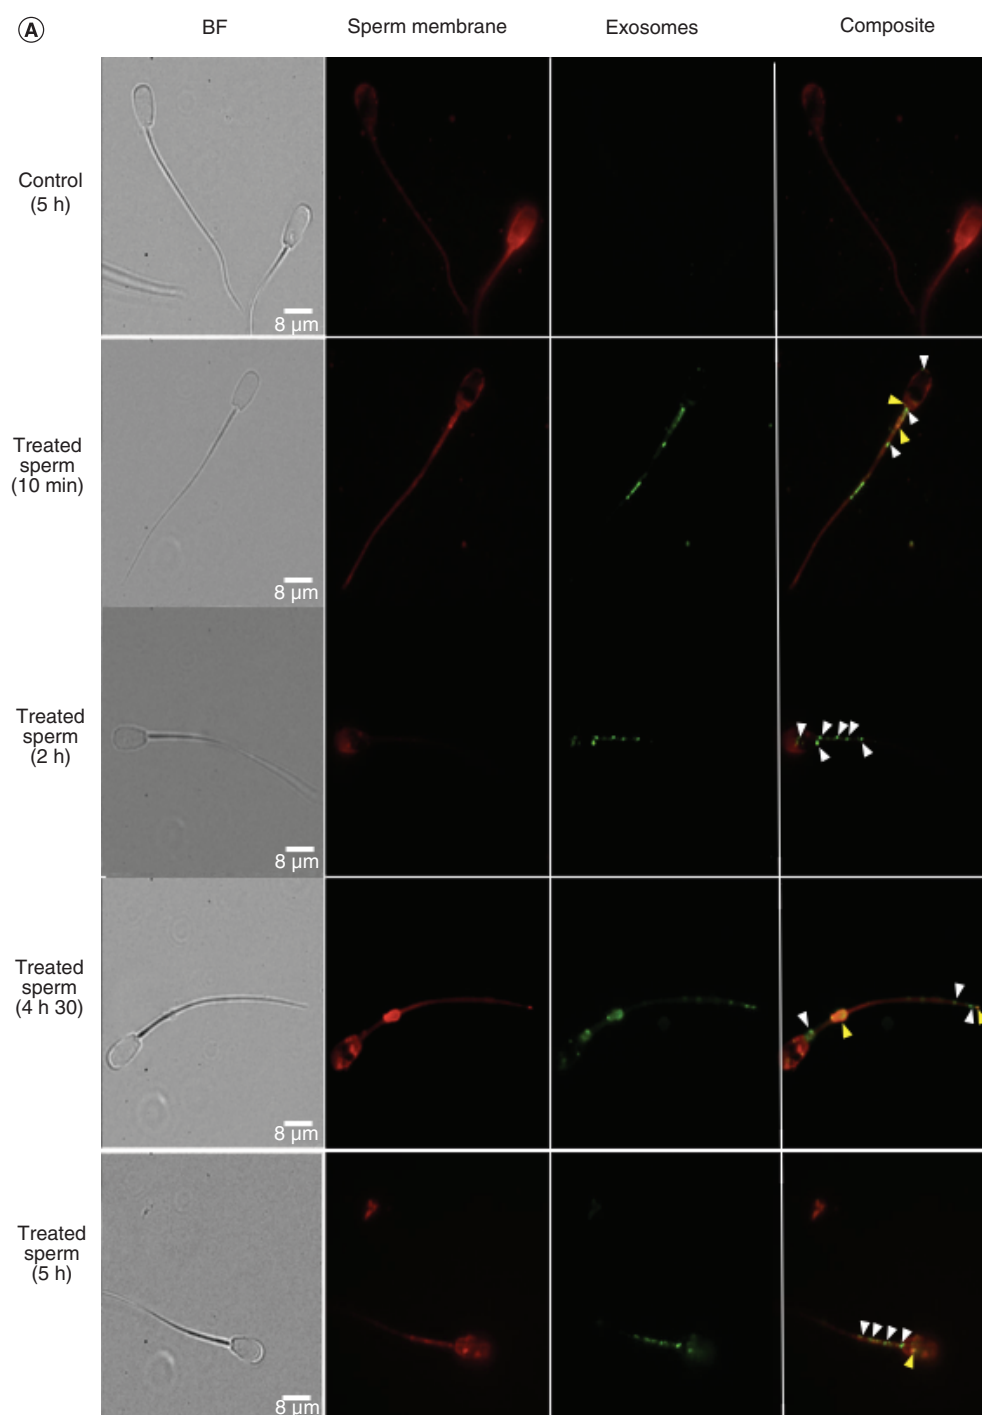 A
BF
Sperm membrane
Exosomes
Composite
Control
(5 h)
8 µm
Treated
sperm
(10 min)
8 µm
Treated
sperm
(2 h)
8 µm
Treated
sperm
(4 h 30)
8 µm
Treated
sperm
(5 h)
8 µm